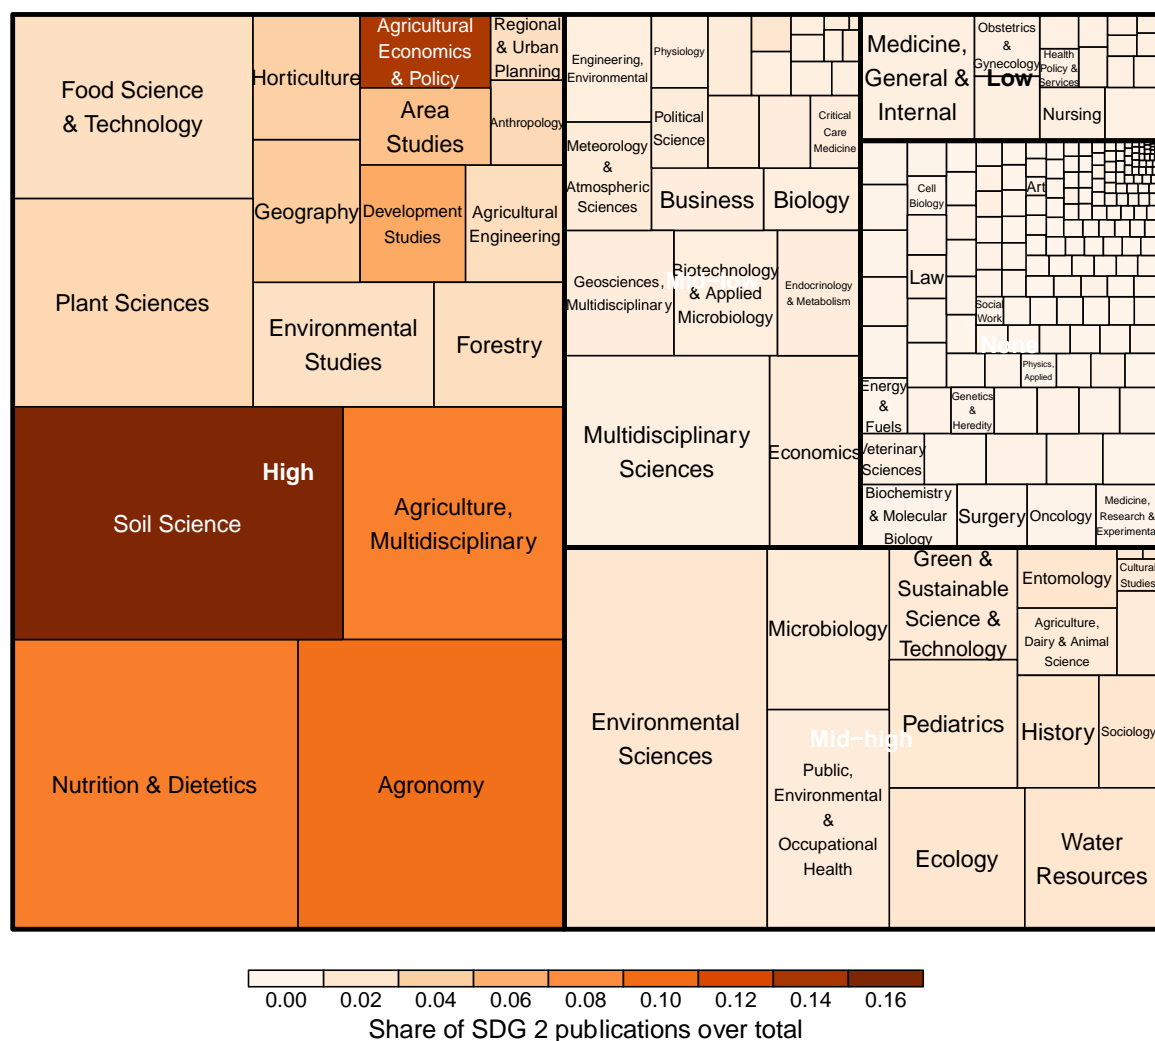 Food Science
& Technology
Horticulture
Agricultural
Economics
& Policy
Regional
& Urban
Planning
Area
Studies
Anthropology
Plant Sciences
Geography
Development
Studies
Agricultural
Engineering
Environmental
Studies
Forestry
High
Soil Science
Agriculture,
Multidisciplinary
Nutrition & Dietetics
Agronomy
Engineering,
Environmental
Physiology
Political
Science
Critical
Care
Medicine
Meteorology
&
Atmospheric
Sciences
Business
Biology
Geosciences,
Multidisciplinary
Mid−low
Biotechnology
& Applied
Microbiology
Endocrinology
& Metabolism
Multidisciplinary
Sciences
Economics
Medicine,
General &
Internal
Obstetrics
&
Gynecology
Low
Health
Policy &
Services
Nursing
Cell
Biology
Art
Law
Social
Work
None
Physics,
Applied
Energy
&
Fuels
Genetics
&
Heredity
Veterinary
Sciences
Biochemistry
& Molecular
Biology
Surgery
Oncology
Medicine,
Research &
Experimental
Environmental
Sciences
Microbiology
Green &
Sustainable
Science &
Technology
Entomology
Cultural
Studies
Agriculture,
Dairy & Animal
Science
Mid−high
Public,
Environmental
&
Occupational
Health
Pediatrics
History
Sociology
Ecology
Water
Resources
0.00 0.02 0.04 0.06 0.08 0.10 0.12 0.14 0.16
Share of SDG 2 publications over total